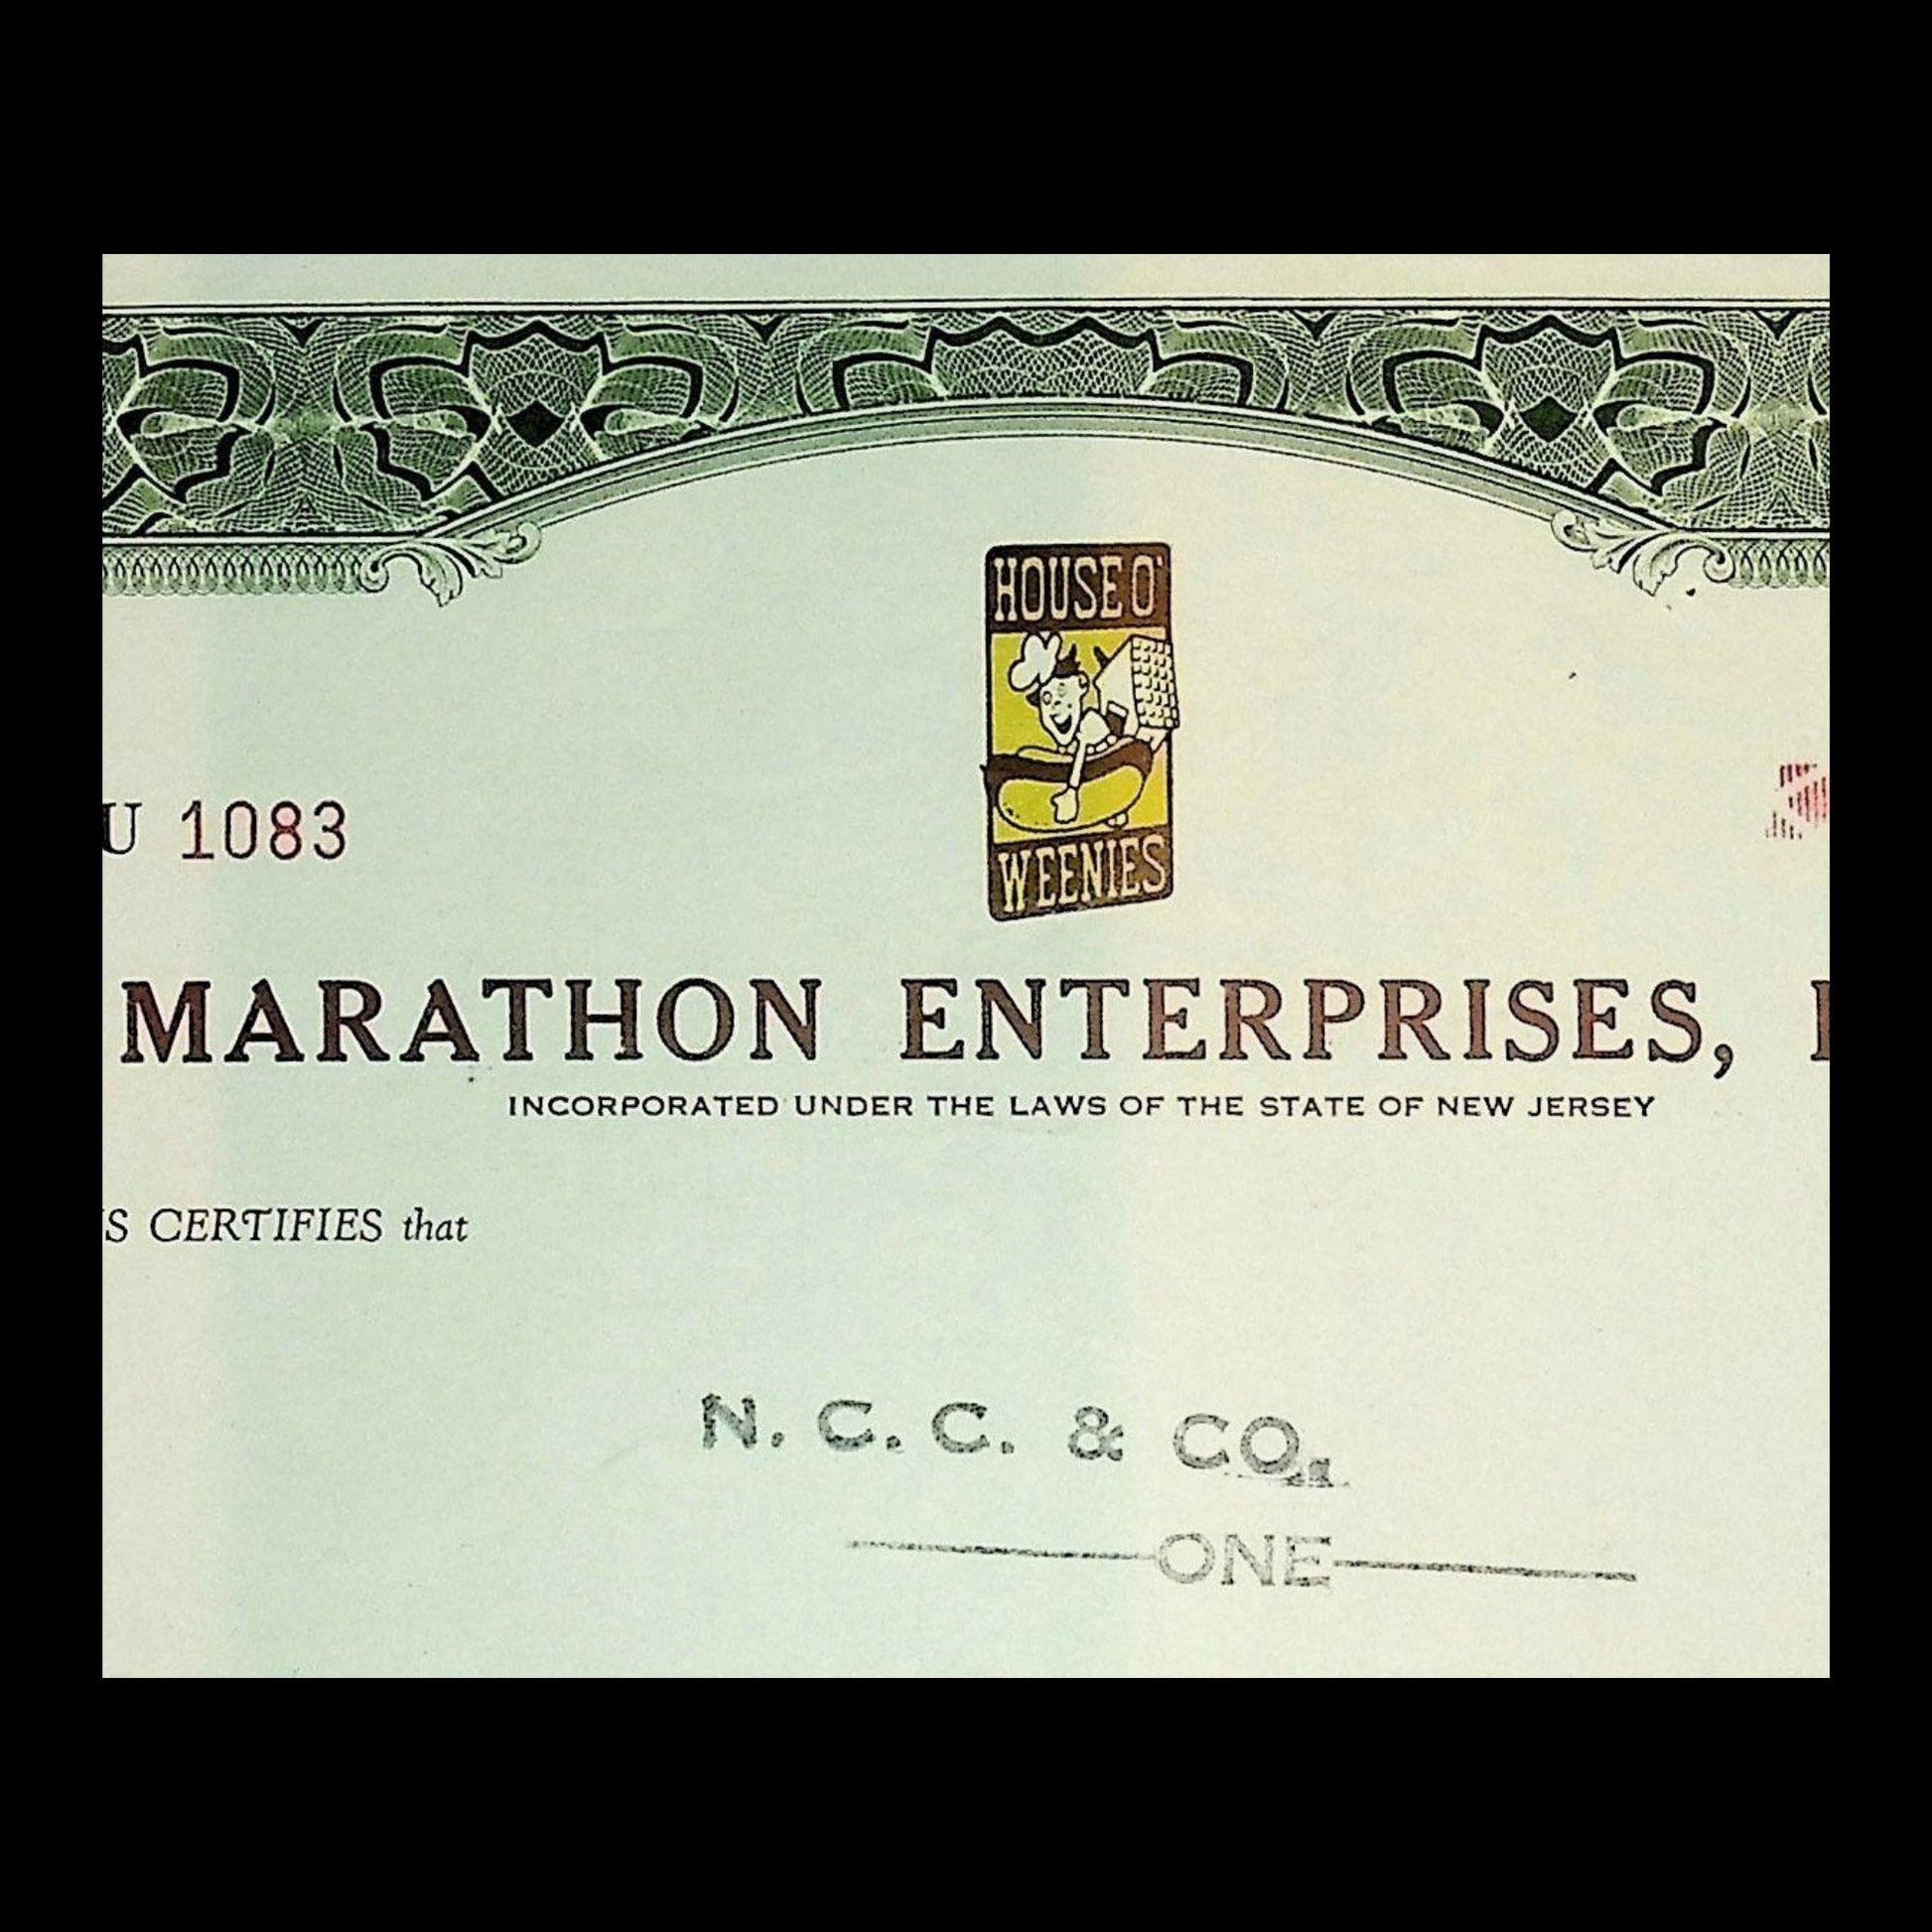 HOUSE O'
WEENIES
U 1083
MARATHON ENTERPRISES,
INCORPORATED UNDER THE LAWS OF THE STATE OF NEW JERSEY
S CERTIFIES that
N. C. C. & CO.
ONE